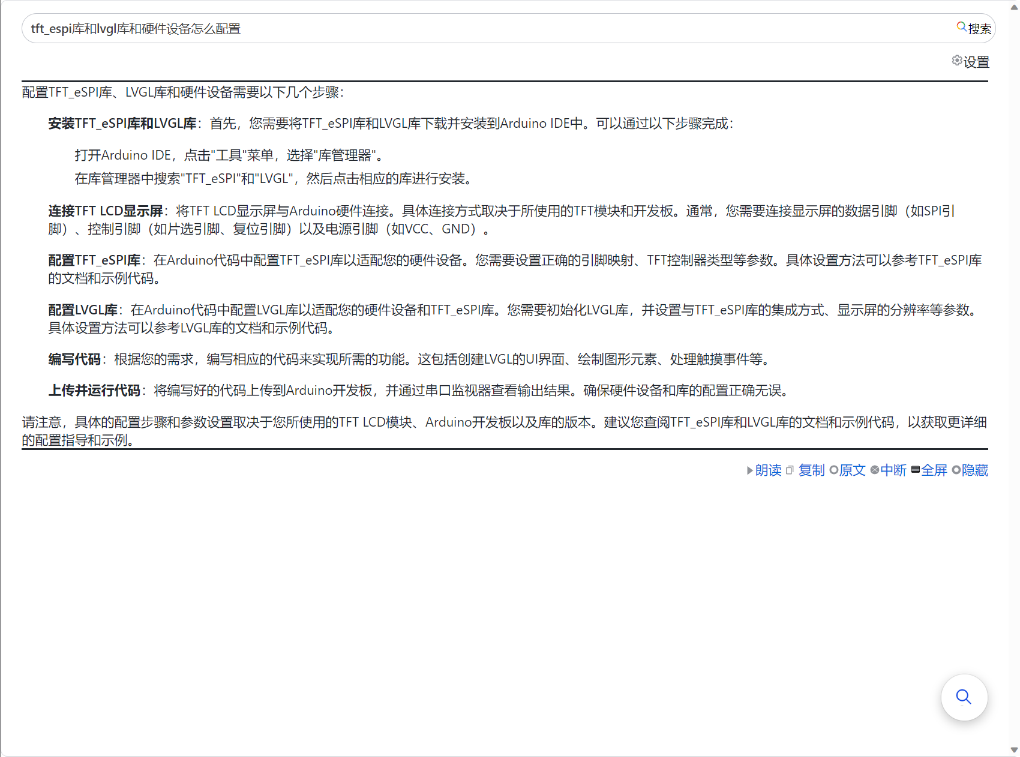 tft_espi库和lvgl库和硬件设备怎么配置
搜索
设置
配置TFT_eSPI库、LVGL库和硬件设备需要以下几个步骤：
安装TFT_eSPI库和LVGL库：首先，您需要将TFT_eSPI库和LVGL库下载并安装到Arduino IDE中。可以通过以下步骤完成：
打开Arduino IDE，点击"工具"菜单，选择"库管理器"。
在库管理器中搜索"TFT_eSPI"和"LVGL"，然后点击相应的库进行安装。
连接TFT LCD显示屏：将TFT LCD显示屏与Arduino硬件连接。具体连接方式取决于所使用的TFT模块和开发板。通常，您需要连接显示屏的数据引脚（如SPI引
脚）、控制引脚（如片选引脚、复位引脚）以及电源引脚（如VCC、GND）。
配置TFT_eSPI库：在Arduino代码中配置TFT_eSPI库以适配您的硬件设备。您需要设置正确的引脚映射、TFT控制器类型等参数。具体设置方法可以参考TFT_eSPI库
的文档和示例代码。
配置LVGL库：在Arduino代码中配置LVGL库以适配您的硬件设备和TFT_eSPI库。您需要初始化LVGL库，并设置与TFT_eSPI库的集成方式、显示屏的分辨率等参数。
具体设置方法可以参考LVGL库的文档和示例代码。
编写代码：根据您的需求，编写相应的代码来实现所需的功能。这包括创建LVGL的UI界面、绘制图形元素、处理触摸事件等。
上传并运行代码：将编写好的代码上传到Arduino开发板，并通过串口监视器查看输出结果。确保硬件设备和库的配置正确无误。
请注意，具体的配置步骤和参数设置取决于您所使用的TFT LCD模块、Arduino开发板以及库的版本。建议您查阅TFT_eSPI库和LVGL库的文档和示例代码，以获取更详细
的配置指导和示例。
朗读 复制 原文 中断 全屏 隐藏